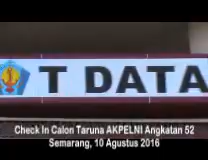 T DATA
Check In Calon Taruna AKPELNI Angkatan 52
Semarang, 10 Agustus 2016